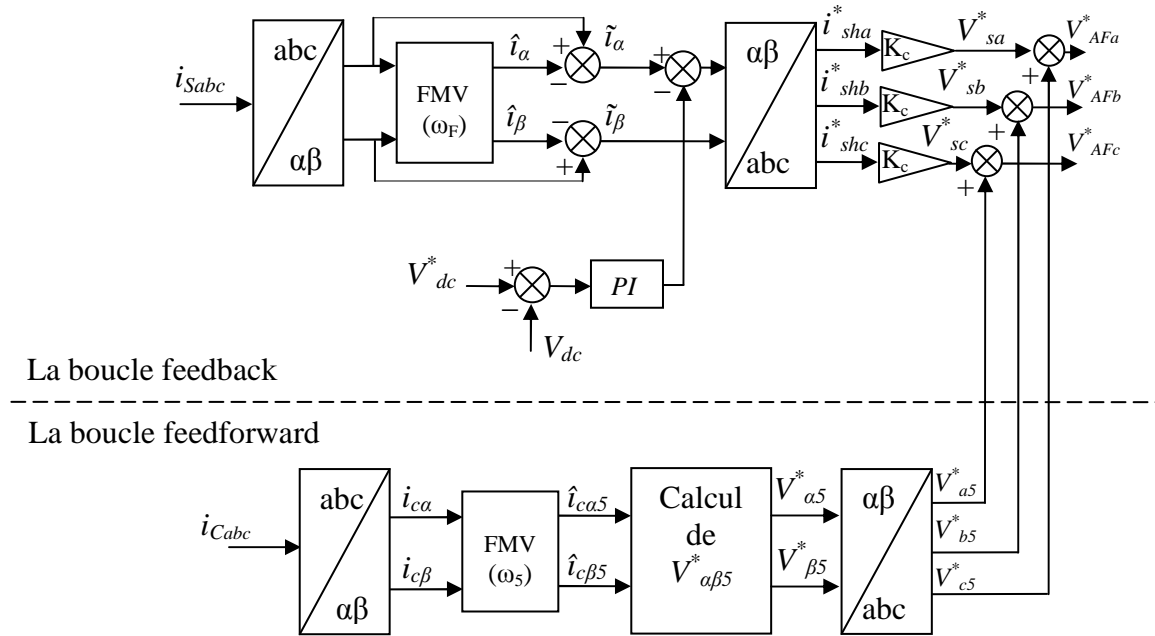 abc
αβ
i_Sabc
FMV
(ω_F)
î_α
î_β
+
−
−
+
ĩ_α
ĩ_β
+
−
αβ
abc
i*_sha
i*_shb
i*_shc
K_c
K_c
K_c
V*_sa
V*_sb
V*_sc
+
+
+
V*_AFa
V*_AFb
V*_AFc
V*_dc
+
−
PI
V_dc
La boucle feedback
La boucle feedforward
i_Cabc
abc
αβ
i_cα
i_cβ
FMV
(ω_5)
î_cα5
î_cβ5
Calcul
de
V*_αβ5
V*_α5
V*_β5
αβ
abc
V*_a5
V*_b5
V*_c5